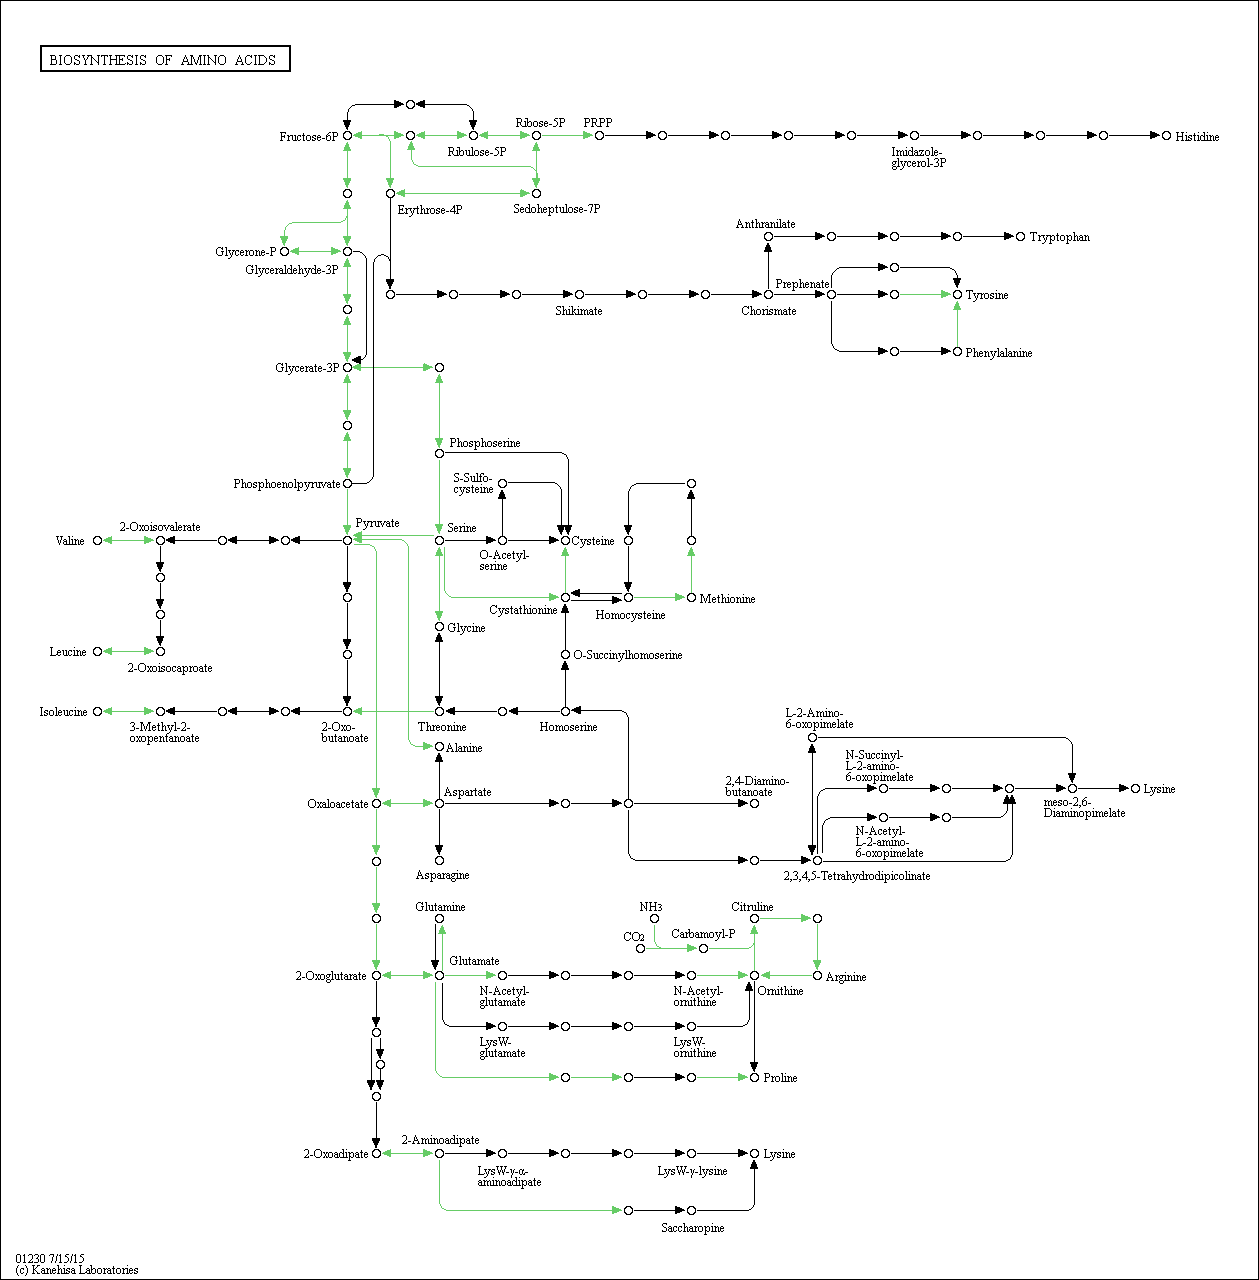 BIOSYNTHESIS OF AMINO ACIDS
Fructose-6P
Ribulose-5P
Ribose-5P
PRPP
Imidazole-
glycerol-3P
Histidine
Erythrose-4P
Sedoheptulose-7P
Glycerone-P
Glyceraldehyde-3P
Anthranilate
Tryptophan
Shikimate
Chorismate
Prephenate
Tyrosine
Phenylalanine
Glycerate-3P
Phosphoserine
Phosphoenolpyruvate
S-Sulfo-
cysteine
Valine
2-Oxoisovalerate
Pyruvate
Serine
O-Acetyl-
serine
Cysteine
Cystathionine
Homocysteine
Methionine
Glycine
Leucine
2-Oxoisocaproate
O-Succinylhomoserine
Isoleucine
3-Methyl-2-
oxopentanoate
2-Oxo-
butanoate
Threonine
Homoserine
Alanine
L-2-Amino-
6-oxopimelate
N-Succinyl-
L-2-amino-
6-oxopimelate
Oxaloacetate
Aspartate
2,4-Diamino-
butanoate
meso-2,6-
Diaminopimelate
Lysine
N-Acetyl-
L-2-amino-
6-oxopimelate
Asparagine
2,3,4,5-Tetrahydrodipicolinate
Glutamine
NH3
Citruline
CO2
Carbamoyl-P
2-Oxoglutarate
Glutamate
N-Acetyl-
glutamate
N-Acetyl-
ornithine
Ornithine
Arginine
LysW-
glutamate
LysW-
ornithine
Proline
2-Oxoadipate
2-Aminoadipate
LysW-γ-α-
aminoadipate
LysW-γ-lysine
Lysine
Saccharopine
01230 7/15/15
(c) Kanehisa Laboratories